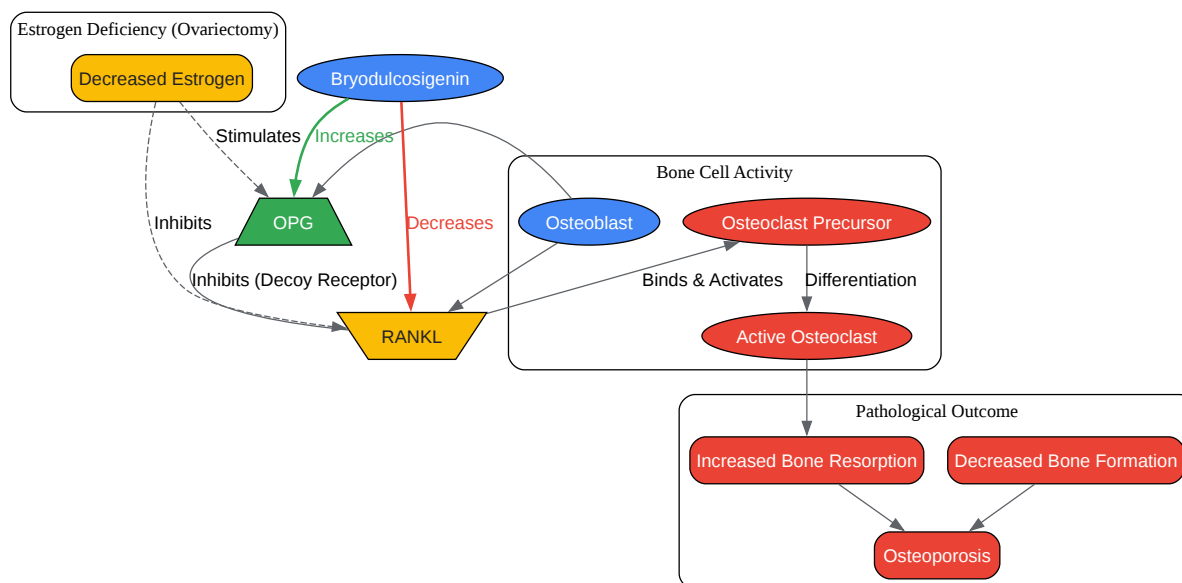 Estrogen Deficiency (Ovariectomy)
Decreased Estrogen
Bryodulcosigenin
Stimulates
Increases
Bone Cell Activity
Inhibits
OPG
Decreases
Osteoblast
Osteoclast Precursor
Inhibits (Decoy Receptor)
Binds & Activates
Differentiation
RANKL
Active Osteoclast
Pathological Outcome
Increased Bone Resorption
Decreased Bone Formation
Osteoporosis